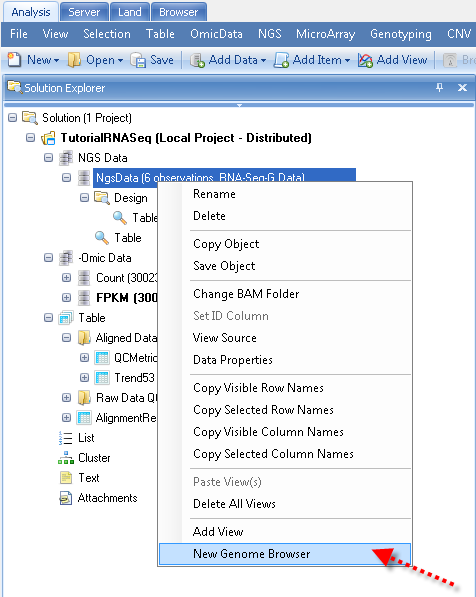 Analysis Server Land Browser
File View Selection Table OmicData NGS MicroArray Genotyping CNV
New Open Save Add Data Add Item Add View
Solution Explorer
Solution (1 Project)
TutorialRNASeq (Local Project - Distributed)
NGS Data
NgsData (6 observations, RNA-Seq-G Data)
Design
Table
Table
-Omic Data
Count (30023
FPKM (300
Table
Aligned Data
QCMetric
Trend53
Raw Data QC
AlignmentRe
List
Cluster
Text
Attachments
Rename
Delete
Copy Object
Save Object
Change BAM Folder
Set ID Column
View Source
Data Properties
Copy Visible Row Names
Copy Selected Row Names
Copy Visible Column Names
Copy Selected Column Names
Paste View(s)
Delete All Views
Add View
New Genome Browser